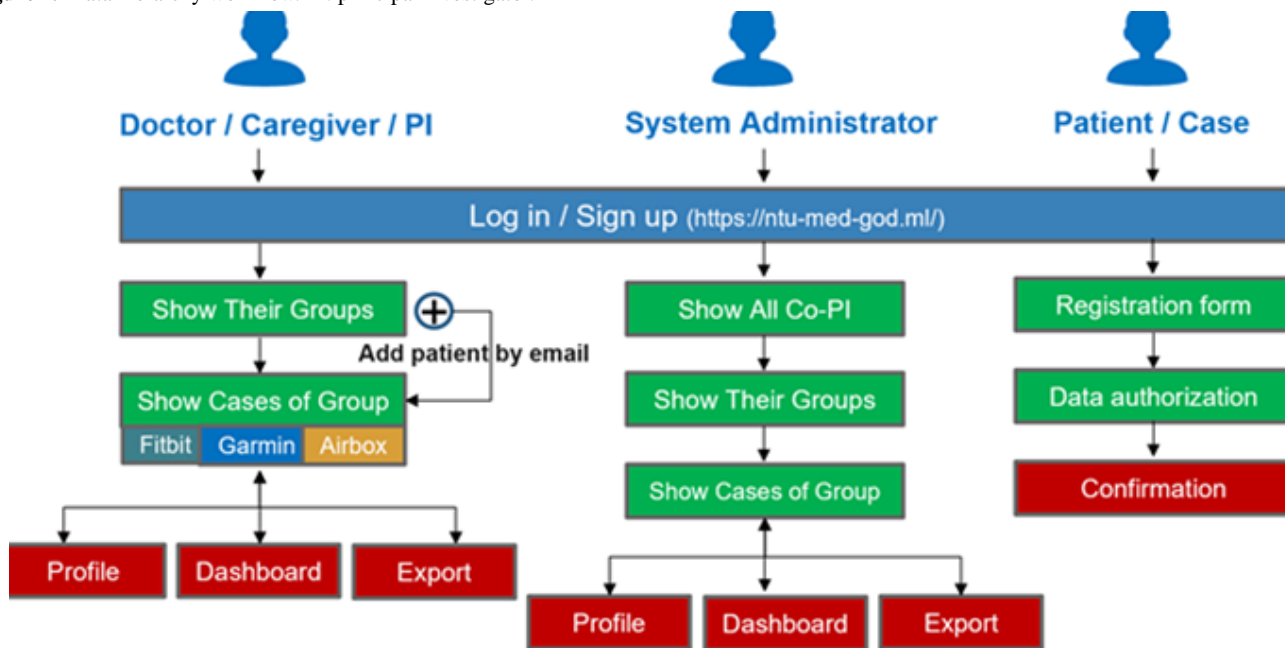 Doctor / Caregiver / PI
System Administrator
Patient / Case
Log in / Sign up (https://ntu-med-god.ml/)
Show Their Groups
Add patient by email
Show Cases of Group
Fitbit
Garmin
Airbox
Profile
Dashboard
Export
Show All Co-PI
Show Their Groups
Show Cases of Group
Profile
Dashboard
Export
Registration form
Data authorization
Confirmation